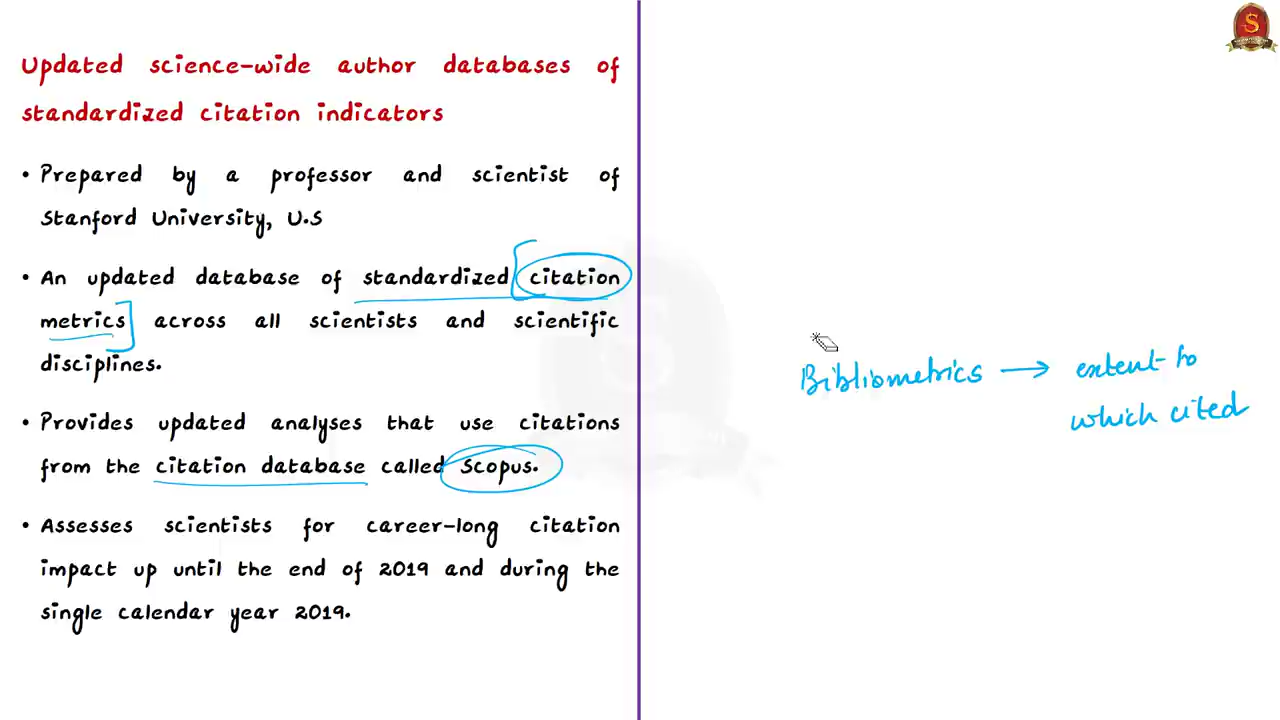 Updated science-wide author databases of
standardized citation indicators
• Prepared by a professor and scientist of
Stanford University, U.S
• An updated database of standardized citation
metrics across all scientists and scientific
disciplines.
• Provides updated analyses that use citations
from the citation database called Scopus.
• Assesses scientists for career-long citation
impact up until the end of 2019 and during the
single calendar year 2019.
S
Bibliometrics → extent to
which cited